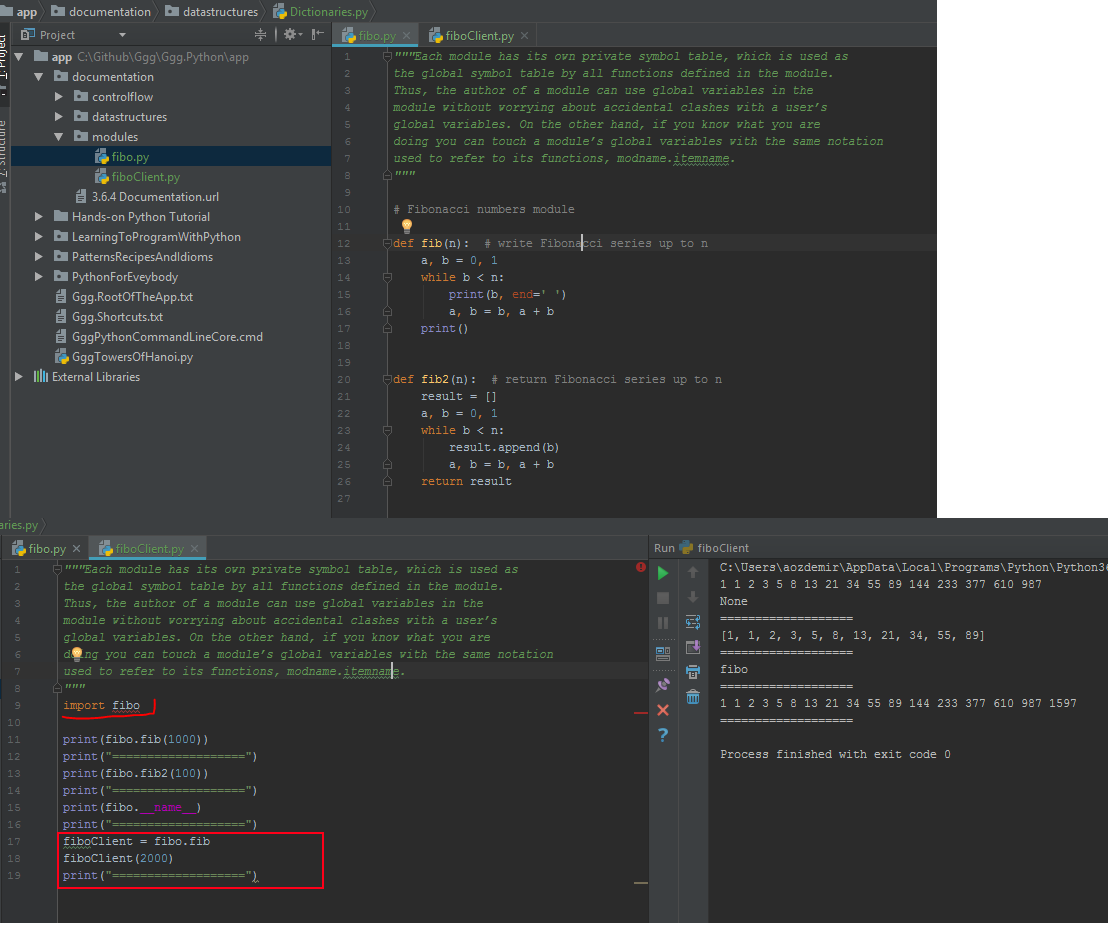 app documentation datastructures Dictionaries.py
Project
fibo.py fiboClient.py
1: Project
app C:\Github\Ggg\Ggg.Python\app
documentation
controlflow
datastructures
modules
fibo.py
fiboClient.py
3.6.4 Documentation.url
Hands-on Python Tutorial
LearningToProgramWithPython
PatternsRecipesAndIdioms
PythonForEveybody
Ggg.RootOfTheApp.txt
Ggg.Shortcuts.txt
GggPythonCommandLineCore.cmd
GggTowersOfHanoi.py
External Libraries
1 """Each module has its own private symbol table, which is used as
2 the global symbol table by all functions defined in the module.
3 Thus, the author of a module can use global variables in the
4 module without worrying about accidental clashes with a user’s
5 global variables. On the other hand, if you know what you are
6 doing you can touch a module’s global variables with the same notation
7 used to refer to its functions, modname.itemname.
8 """
9
10 # Fibonacci numbers module
11
12 def fib(n):  # write Fibonacci series up to n
13     a, b = 0, 1
14     while b < n:
15         print(b, end=' ')
16         a, b = b, a + b
17     print()
18
19
20 def fib2(n):  # return Fibonacci series up to n
21     result = []
22     a, b = 0, 1
23     while b < n:
24         result.append(b)
25         a, b = b, a + b
26     return result
27
aries.py
fibo.py fiboClient.py
1 """Each module has its own private symbol table, which is used as
2 the global symbol table by all functions defined in the module.
3 Thus, the author of a module can use global variables in the
4 module without worrying about accidental clashes with a user’s
5 global variables. On the other hand, if you know what you are
6 doing you can touch a module’s global variables with the same notation
7 used to refer to its functions, modname.itemname.
8 """
9 import fibo
10
11 print(fibo.fib(1000))
12 print("===================")
13 print(fibo.fib2(100))
14 print("===================")
15 print(fibo.__name__)
16 print("===================")
17 fiboClient = fibo.fib
18 fiboClient(2000)
19 print("===================")
Run fiboClient
C:\Users\aozdemir\AppData\Local\Programs\Python\Python36
1 1 2 3 5 8 13 21 34 55 89 144 233 377 610 987
None
===================
[1, 1, 2, 3, 5, 8, 13, 21, 34, 55, 89]
===================
fibo
===================
1 1 2 3 5 8 13 21 34 55 89 144 233 377 610 987 1597
===================
Process finished with exit code 0